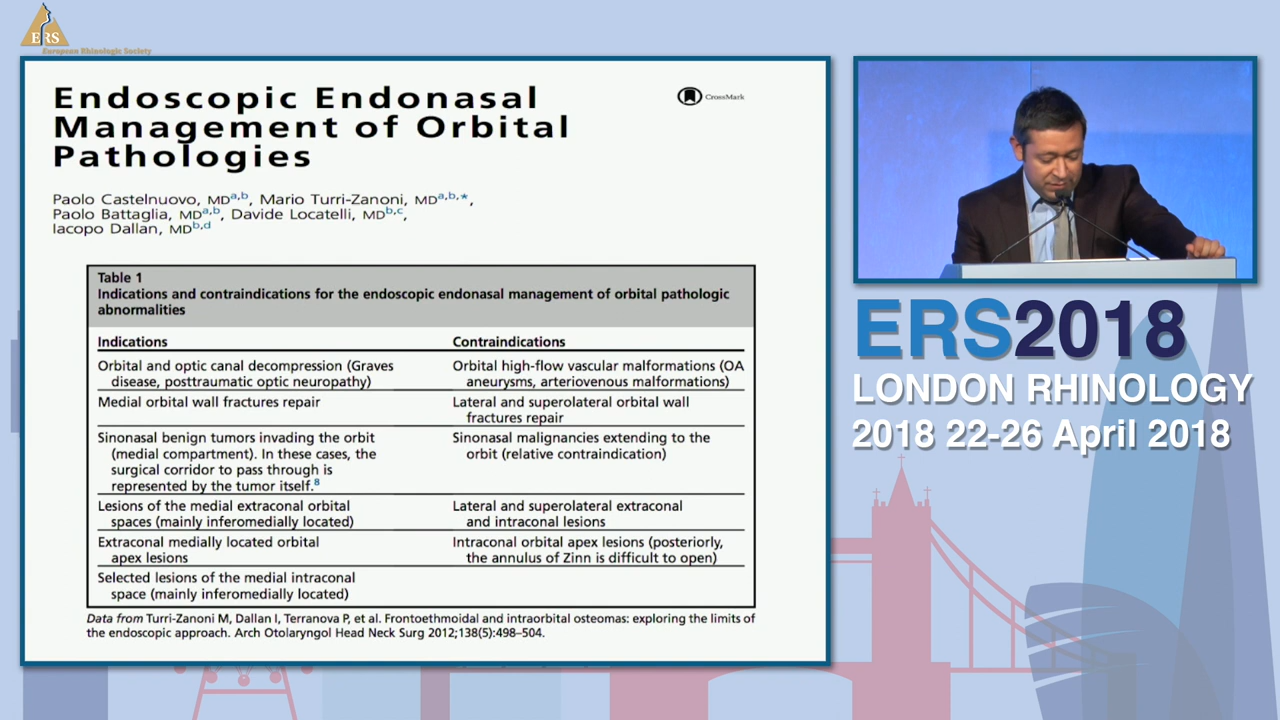 ERS
European Rhinologic Society
Endoscopic Endonasal
Management of Orbital
Pathologies
CrossMark
Paolo Castelnuovo, MDa,b, Mario Turri-Zanoni, MDa,b,*,
Paolo Battaglia, MDa,b, Davide Locatelli, MDb,c,
Iacopo Dallan, MDb,d
Table 1
Indications and contraindications for the endoscopic endonasal management of orbital pathologic
abnormalities
Indications
Contraindications
Orbital and optic canal decompression (Graves
disease, posttraumatic optic neuropathy)
Orbital high-flow vascular malformations (OA
aneurysms, arteriovenous malformations)
Medial orbital wall fractures repair
Lateral and superolateral orbital wall
fractures repair
Sinonasal benign tumors invading the orbit
(medial compartment). In these cases, the
surgical corridor to pass through is
represented by the tumor itself.8
Sinonasal malignancies extending to the
orbit (relative contraindication)
Lesions of the medial extraconal orbital
spaces (mainly inferomedially located)
Lateral and superolateral extraconal
and intraconal lesions
Extraconal medially located orbital
apex lesions
Intraconal orbital apex lesions (posteriorly,
the annulus of Zinn is difficult to open)
Selected lesions of the medial intraconal
space (mainly inferomedially located)
Data from Turri-Zanoni M, Dallan I, Terranova P, et al. Frontoethmoidal and intraorbital osteomas: exploring the limits of
the endoscopic approach. Arch Otolaryngol Head Neck Surg 2012;138(5):498–504.
ERS2018
LONDON RHINOLOGY
2018 22-26 April 2018